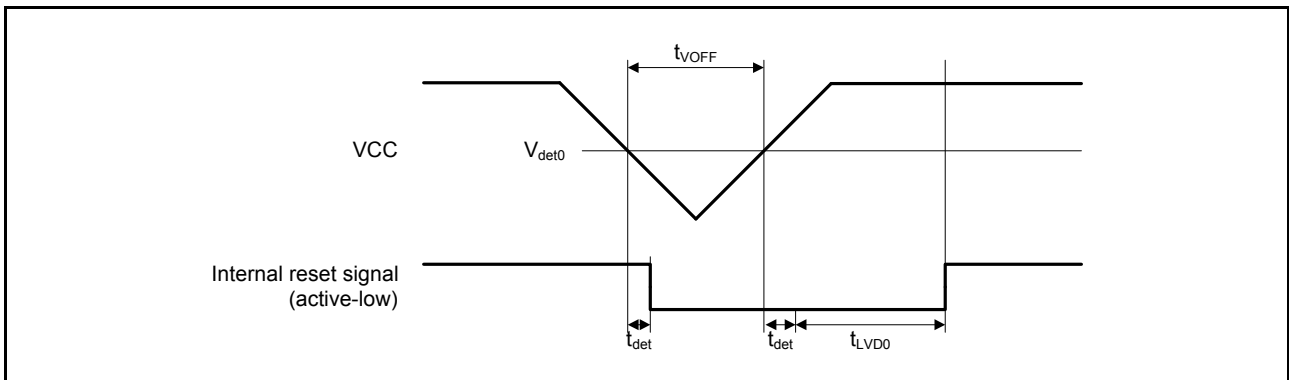 tVOFF
VCC
Vdet0
Internal reset signal
(active-low)
tdet
tdet
tLVD0